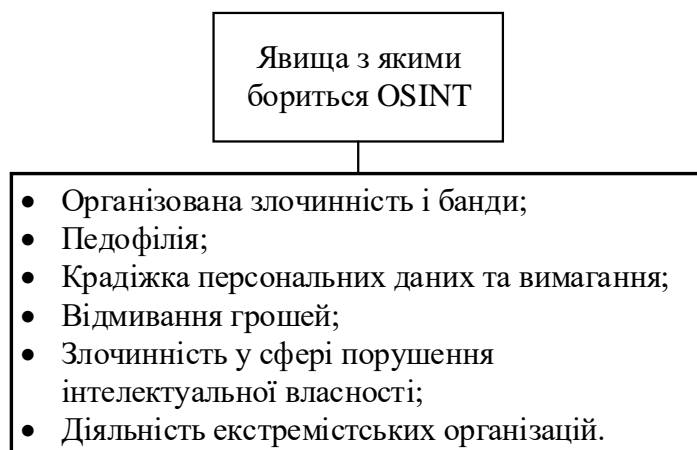 Явища з якими
бориться OSINT
• Організована злочинність і банди;
• Педофілія;
• Крадіжка персональних даних та вимагання;
• Відмивання грошей;
• Злочинність у сфері порушення
інтелектуальної власності;
• Діяльність екстремістських організацій.